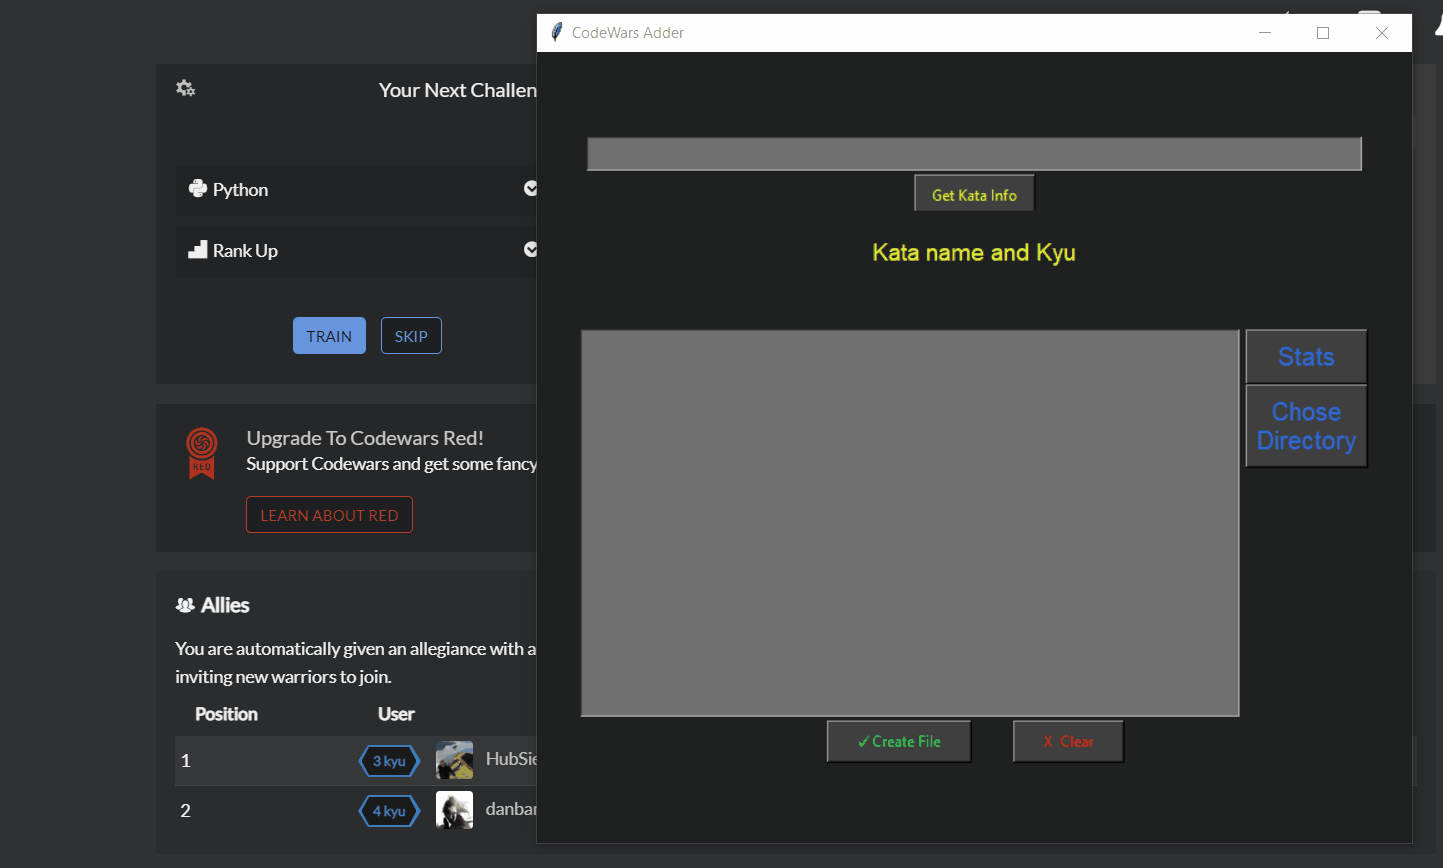 CodeWars Adder
Your Next Challen
Python
Rank Up
TRAIN SKIP
Upgrade To Codewars Red!
Support Codewars and get some fancy
RED
LEARN ABOUT RED
Allies
You are automatically given an allegiance with a
inviting new warriors to join.
Position User
1 3 kyu HubSie
2 4 kyu danbar
Get Kata Info
Kata name and Kyu
Stats
Chose
Directory
✓Create File X Clear